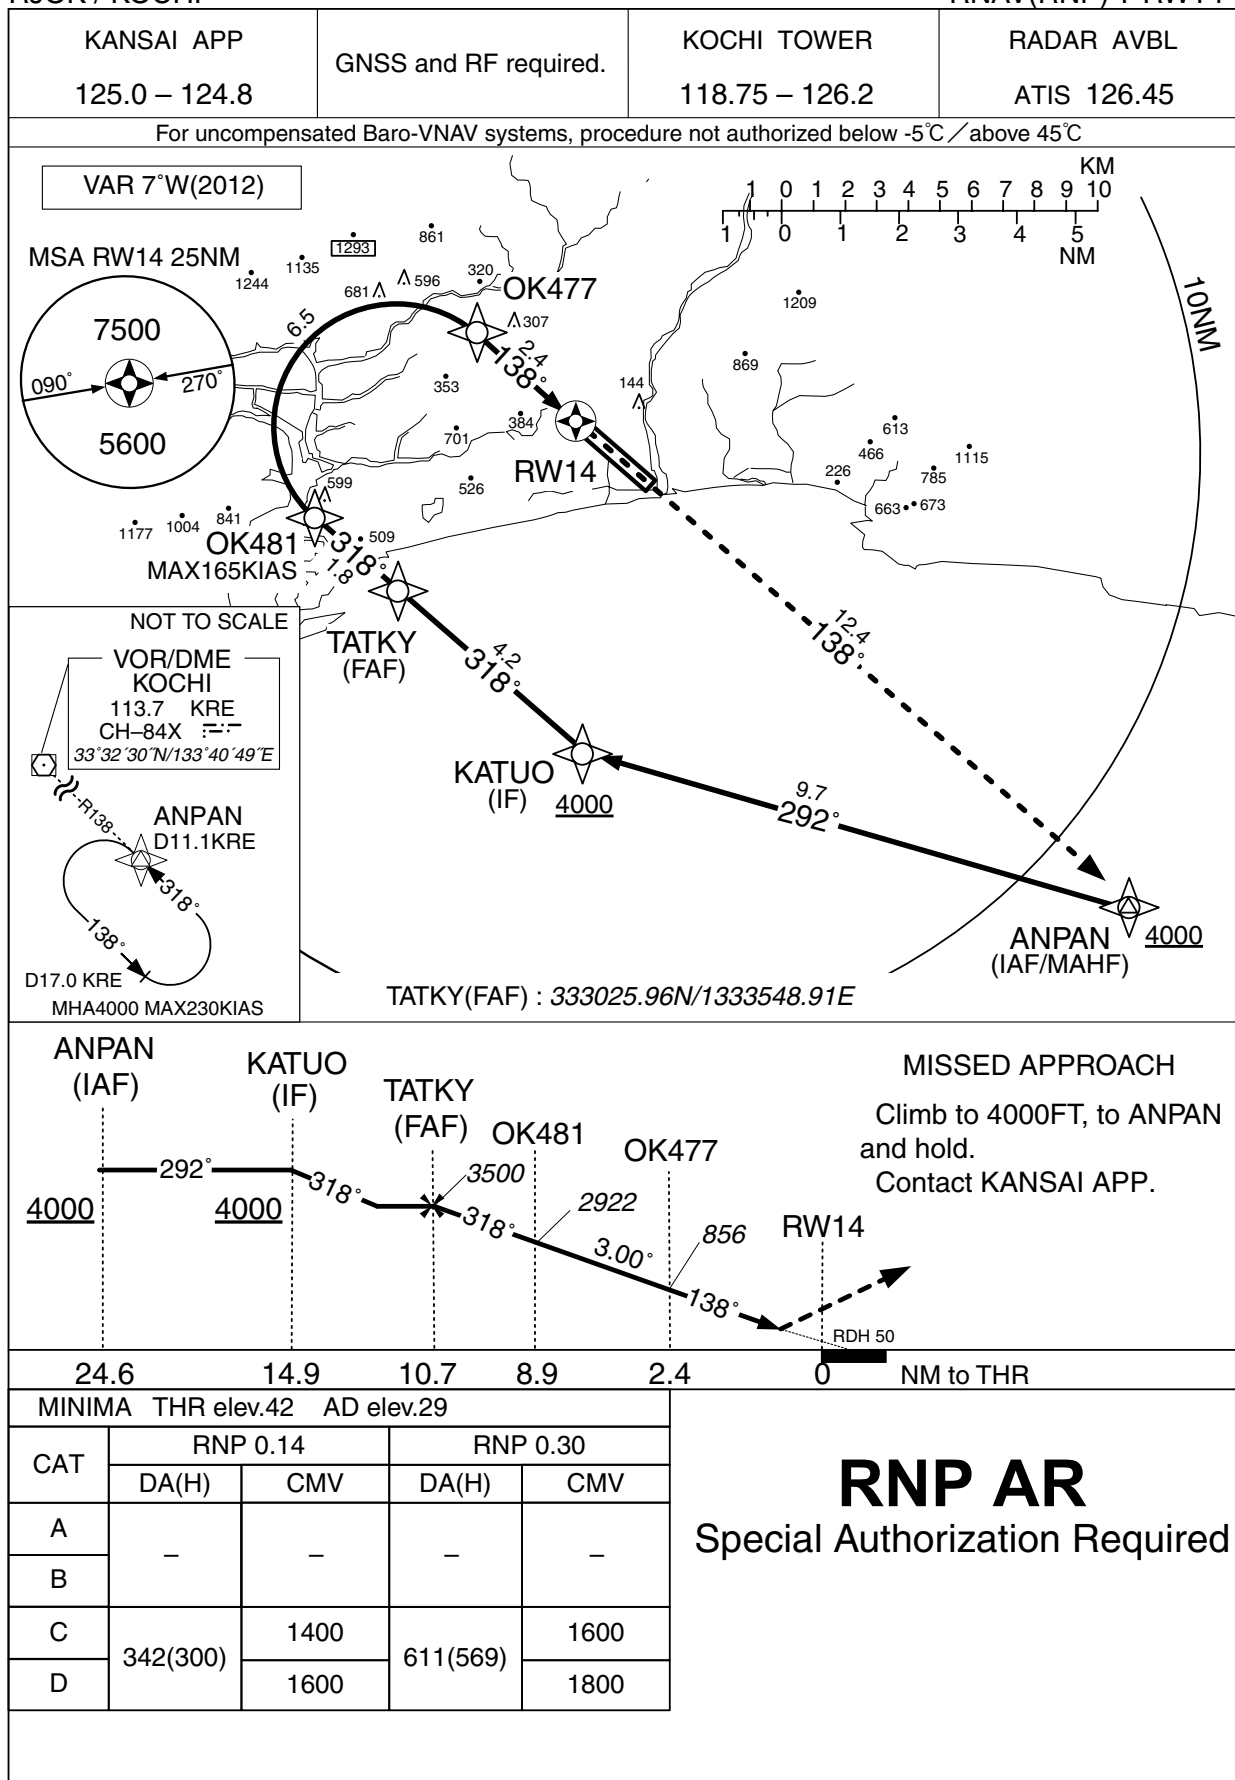 KANSAI APP
125.0 – 124.8
GNSS and RF required.
KOCHI TOWER
118.75 – 126.2
RADAR AVBL
ATIS 126.45
For uncompensated Baro-VNAV systems, procedure not authorized below -5℃／above 45℃
VAR 7°W(2012)
KM
1 0 1 2 3 4 5 6 7 8 9 10
1 0 1 2 3 4 5
NM
MSA RW14 25NM
7500
090°
270°
5600
1244
1135
1293
861
681
596
320
307
OK477
6.5
2.4
138°
353
384
701
526
144
RW14
1209
869
10NM
613
466
1115
785
226
663
673
599
841
1004
1177
509
OK481
MAX165KIAS
318°
1.8
TATKY
(FAF)
4.2
318°
KATUO
(IF)
4000
9.7
292°
12.4
138°
ANPAN
(IAF/MAHF)
4000
NOT TO SCALE
VOR/DME
KOCHI
113.7 KRE
CH–84X
33°32´30˝N/133°40´49˝E
R138
ANPAN
D11.1KRE
318°
138°
D17.0 KRE
MHA4000 MAX230KIAS
TATKY(FAF) : 333025.96N/1333548.91E
ANPAN
(IAF)
KATUO
(IF)
TATKY
(FAF)
OK481
OK477
RW14
292°
4000
4000
318°
3500
318°
2922
3.00°
856
138°
RDH 50
MISSED APPROACH
Climb to 4000FT, to ANPAN
and hold.
Contact KANSAI APP.
24.6 14.9 10.7 8.9 2.4 0 NM to THR
MINIMA THR elev.42 AD elev.29
CAT
RNP 0.14
RNP 0.30
DA(H) CMV DA(H) CMV
A
B
– – – –
C
D
342(300)
1400
1600
611(569)
1600
1800
RNP AR
Special Authorization Required